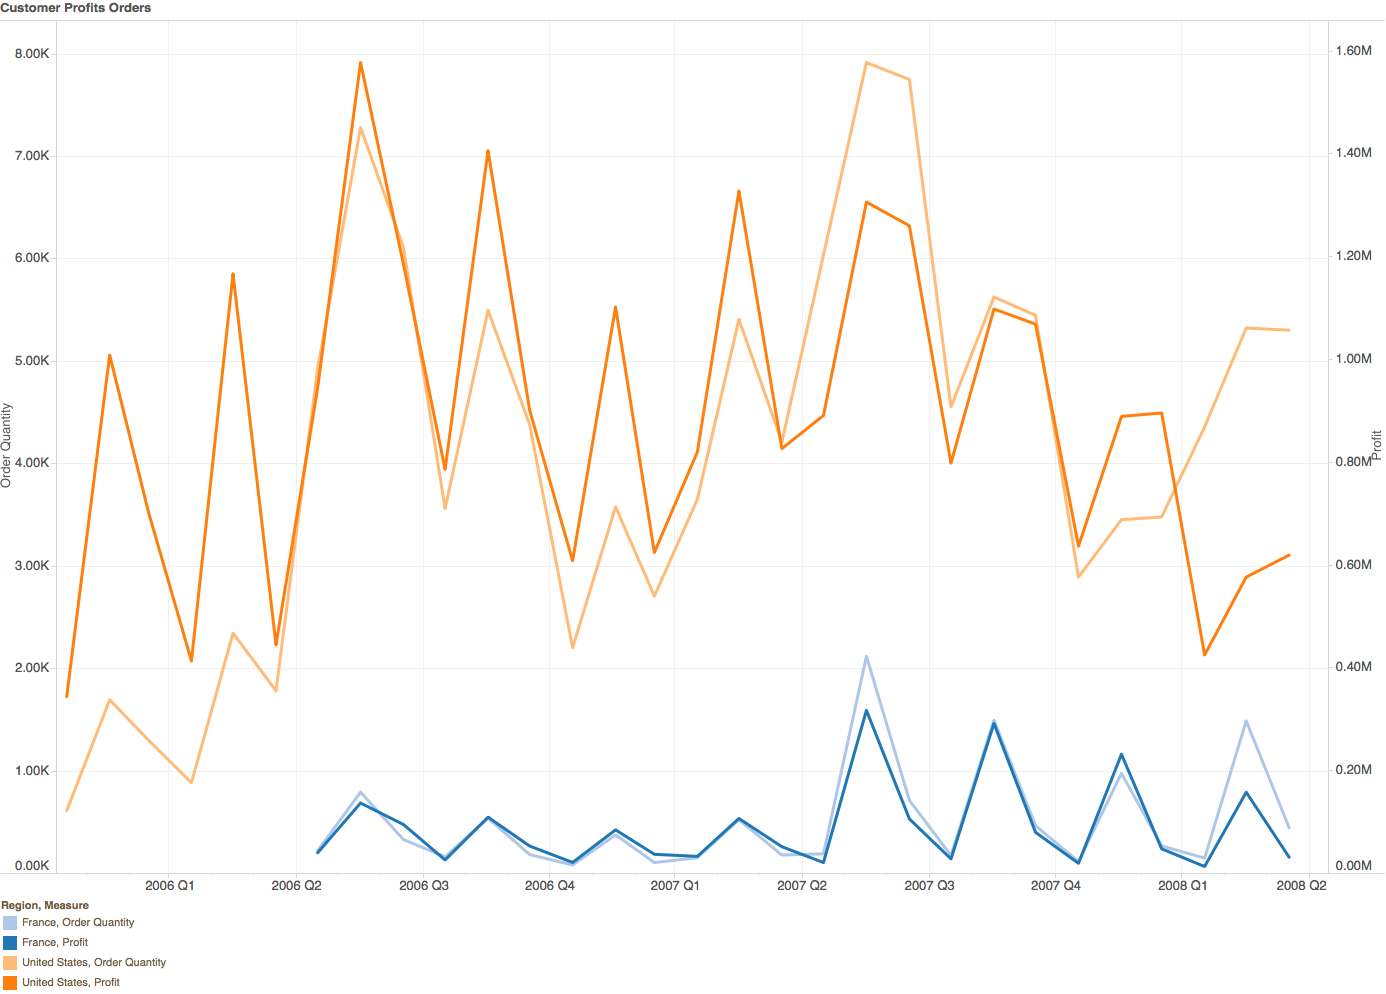 Customer Profits Orders
8.00K
7.00K
6.00K
5.00K
4.00K
3.00K
2.00K
1.00K
0.00K
Order Quantity
1.60M
1.40M
1.20M
1.00M
0.80M
0.60M
0.40M
0.20M
0.00M
Profit
2006 Q1 2006 Q2 2006 Q3 2006 Q4 2007 Q1 2007 Q2 2007 Q3 2007 Q4 2008 Q1 2008 Q2
Region, Measure
France, Order Quantity
France, Profit
United States, Order Quantity
United States, Profit